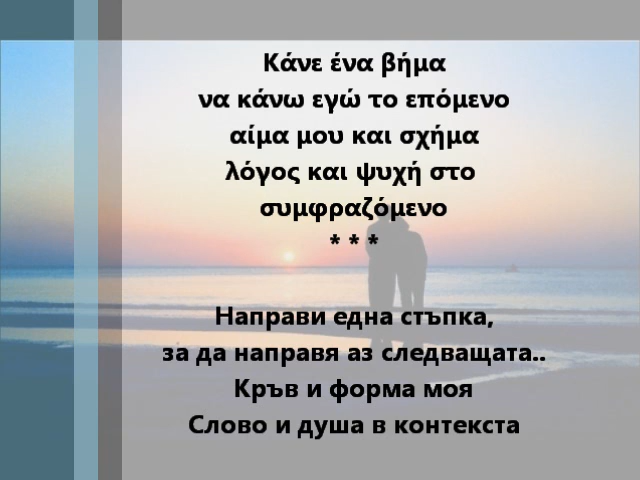 Κάνε ένα βήμα
να κάνω εγώ το επόμενο
αίμα μου και σχήμα
λόγος και ψυχή στο
συμφραζόμενο
* * *
Направи една стъпка,
за да направя аз следващата..
Кръв и форма моя
Слово и душа в контекста